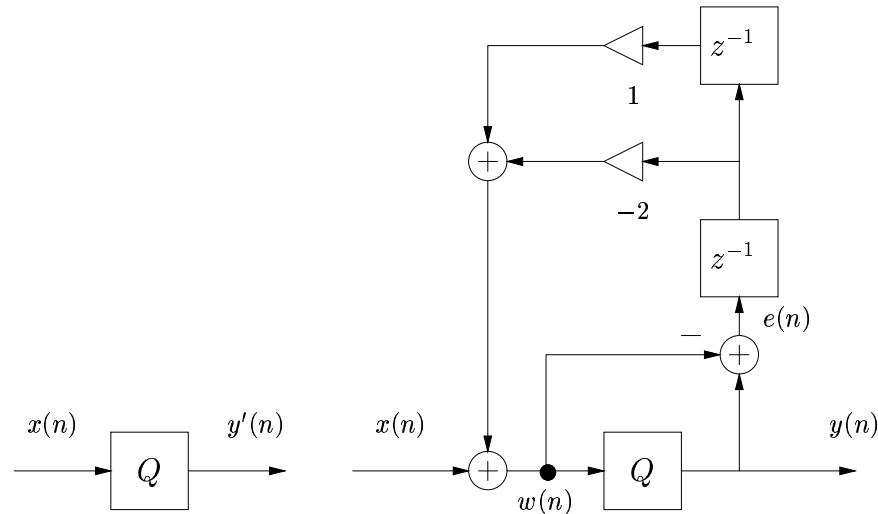 z⁻¹
1
+
−2
z⁻¹
e(n)
−
+
x(n)
y′(n)
x(n)
y(n)
Q
+
Q
w(n)